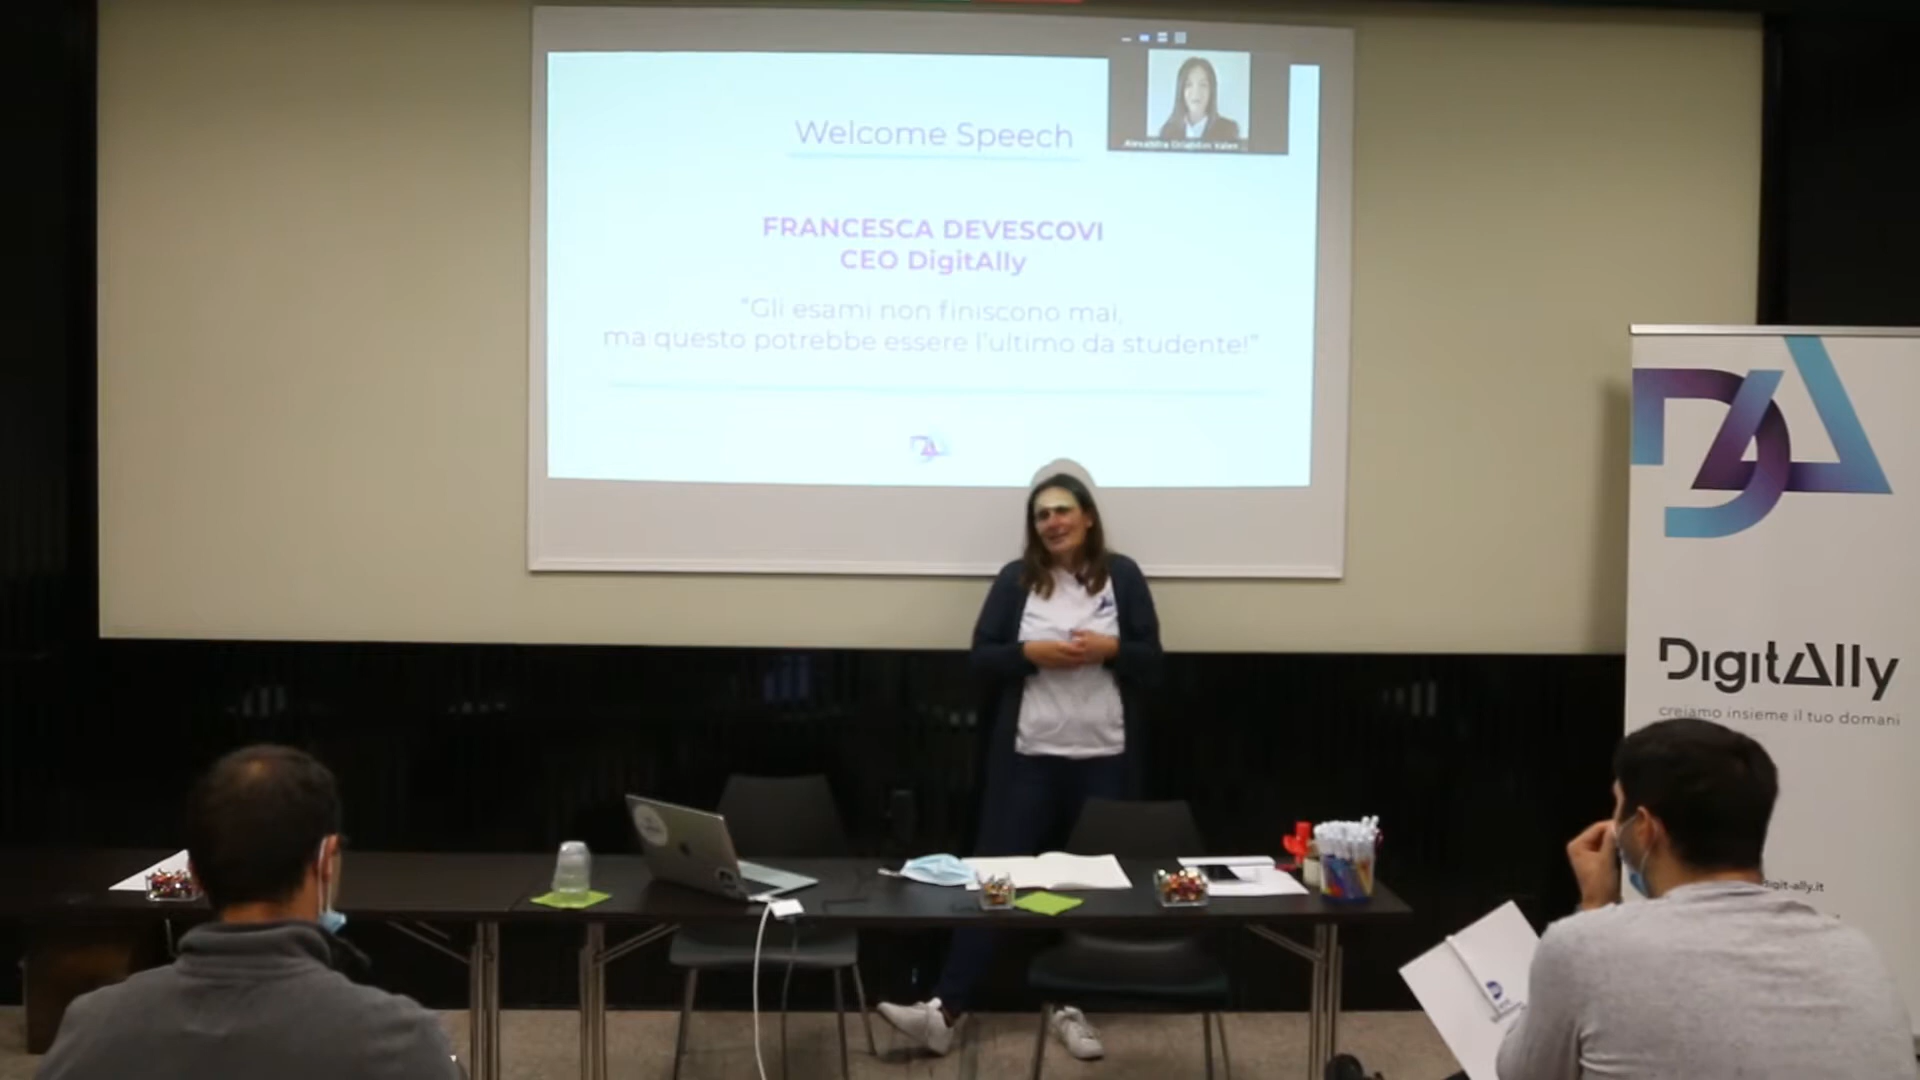 Welcome Speech
FRANCESCA DEVESCOVI
CEO DigitAlly
"Gli esami non finiscono mai,
ma questo potrebbe essere l'ultimo da studente!"
DA
DigitAlly
creiamo insieme il tuo domani
digit-ally.it